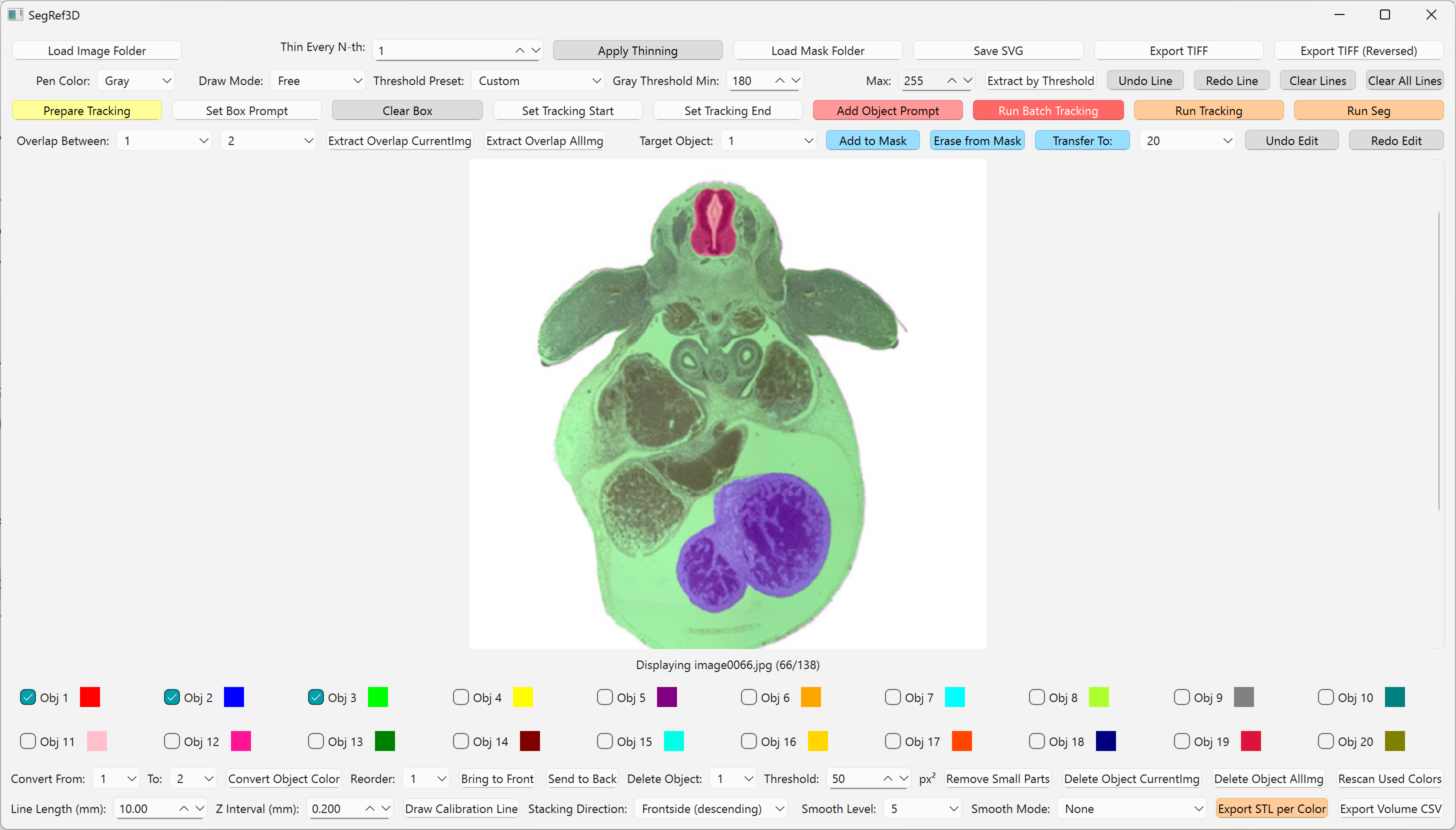 SegRef3D
Load Image Folder Thin Every N-th: 1 Apply Thinning Load Mask Folder Save SVG Export TIFF Export TIFF (Reversed)
Pen Color: Gray Draw Mode: Free Threshold Preset: Custom Gray Threshold Min: 180 Max: 255 Extract by Threshold Undo Line Redo Line Clear Lines Clear All Lines
Prepare Tracking Set Box Prompt Clear Box Set Tracking Start Set Tracking End Add Object Prompt Run Batch Tracking Run Tracking Run Seg
Overlap Between: 1 2 Extract Overlap CurrentImg Extract Overlap AllImg Target Object: 1 Add to Mask Erase from Mask Transfer To: 20 Undo Edit Redo Edit
Displaying image0066.jpg (66/138)
Obj 1 Obj 2 Obj 3 Obj 4 Obj 5 Obj 6 Obj 7 Obj 8 Obj 9 Obj 10
Obj 11 Obj 12 Obj 13 Obj 14 Obj 15 Obj 16 Obj 17 Obj 18 Obj 19 Obj 20
Convert From: 1 To: 2 Convert Object Color Reorder: 1 Bring to Front Send to Back Delete Object: 1 Threshold: 50 px² Remove Small Parts Delete Object CurrentImg Delete Object AllImg Rescan Used Colors
Line Length (mm): 10.00 Z Interval (mm): 0.200 Draw Calibration Line Stacking Direction: Frontside (descending) Smooth Level: 5 Smooth Mode: None Export STL per Color Export Volume CSV